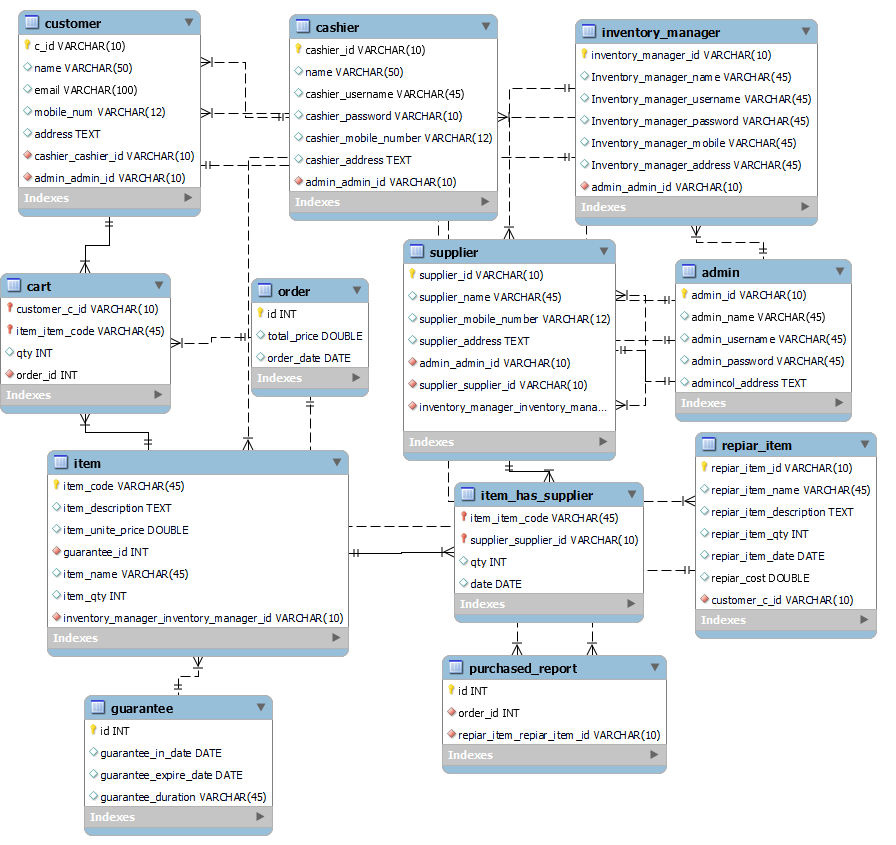 customer
c_id VARCHAR(10)
name VARCHAR(50)
email VARCHAR(100)
mobile_num VARCHAR(12)
address TEXT
cashier_cashier_id VARCHAR(10)
admin_admin_id VARCHAR(10)
Indexes
cashier
cashier_id VARCHAR(10)
name VARCHAR(50)
cashier_username VARCHAR(45)
cashier_password VARCHAR(10)
cashier_mobile_number VARCHAR(12)
cashier_address TEXT
admin_admin_id VARCHAR(10)
Indexes
inventory_manager
inventory_manager_id VARCHAR(10)
Inventory_manager_name VARCHAR(45)
Inventory_manager_username VARCHAR(45)
Inventory_manager_password VARCHAR(45)
Inventory_manager_mobile VARCHAR(45)
Inventory_manager_address VARCHAR(45)
admin_admin_id VARCHAR(10)
Indexes
cart
customer_c_id VARCHAR(10)
item_item_code VARCHAR(45)
qty INT
order_id INT
Indexes
order
id INT
total_price DOUBLE
order_date DATE
Indexes
supplier
supplier_id VARCHAR(10)
supplier_name VARCHAR(45)
supplier_mobile_number VARCHAR(12)
supplier_address TEXT
admin_admin_id VARCHAR(10)
supplier_supplier_id VARCHAR(10)
inventory_manager_inventory_mana...
Indexes
admin
admin_id VARCHAR(10)
admin_name VARCHAR(45)
admin_username VARCHAR(45)
admin_password VARCHAR(45)
admincol_address TEXT
Indexes
item
item_code VARCHAR(45)
item_description TEXT
item_unite_price DOUBLE
guarantee_id INT
item_name VARCHAR(45)
item_qty INT
inventory_manager_inventory_manager_id VARCHAR(10)
Indexes
item_has_supplier
item_item_code VARCHAR(45)
supplier_supplier_id VARCHAR(10)
qty INT
date DATE
Indexes
repiar_item
repiar_item_id VARCHAR(10)
repiar_item_name VARCHAR(45)
repiar_item_description TEXT
repiar_item_qty INT
repiar_item_date DATE
repiar_cost DOUBLE
customer_c_id VARCHAR(10)
Indexes
guarantee
id INT
guarantee_in_date DATE
guarantee_expire_date DATE
guarantee_duration VARCHAR(45)
Indexes
purchased_report
id INT
order_id INT
repiar_item_repiar_item_id VARCHAR(10)
Indexes